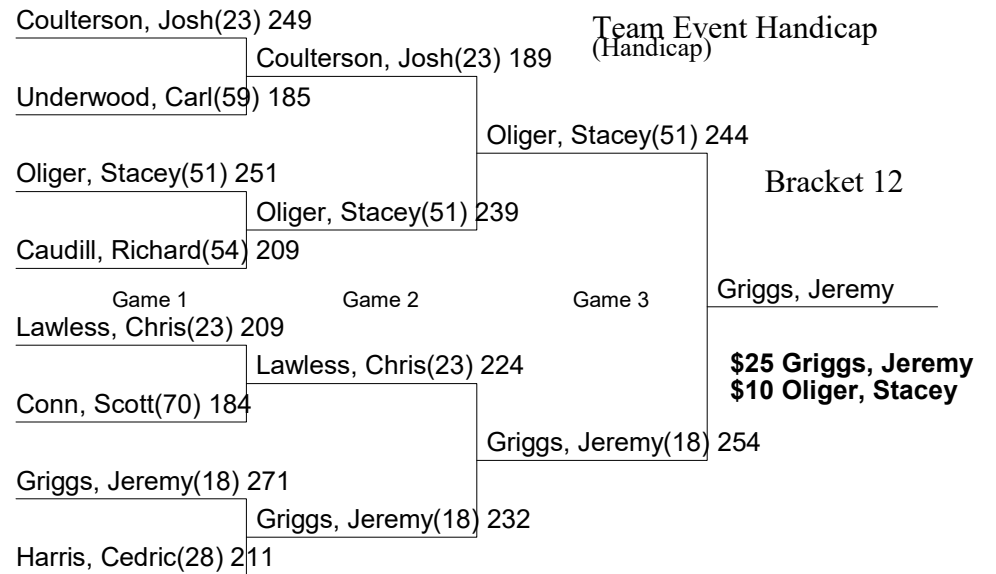 Coulterson, Josh(23) 249
Team Event Handicap
(Handicap)
Coulterson, Josh(23) 189
Underwood, Carl(59) 185
Oliger, Stacey(51) 244
Oliger, Stacey(51) 251
Bracket 12
Oliger, Stacey(51) 239
Caudill, Richard(54) 209
Game 1 Game 2 Game 3
Griggs, Jeremy
Lawless, Chris(23) 209
Lawless, Chris(23) 224
$25 Griggs, Jeremy
$10 Oliger, Stacey
Conn, Scott(70) 184
Griggs, Jeremy(18) 254
Griggs, Jeremy(18) 271
Griggs, Jeremy(18) 232
Harris, Cedric(28) 211